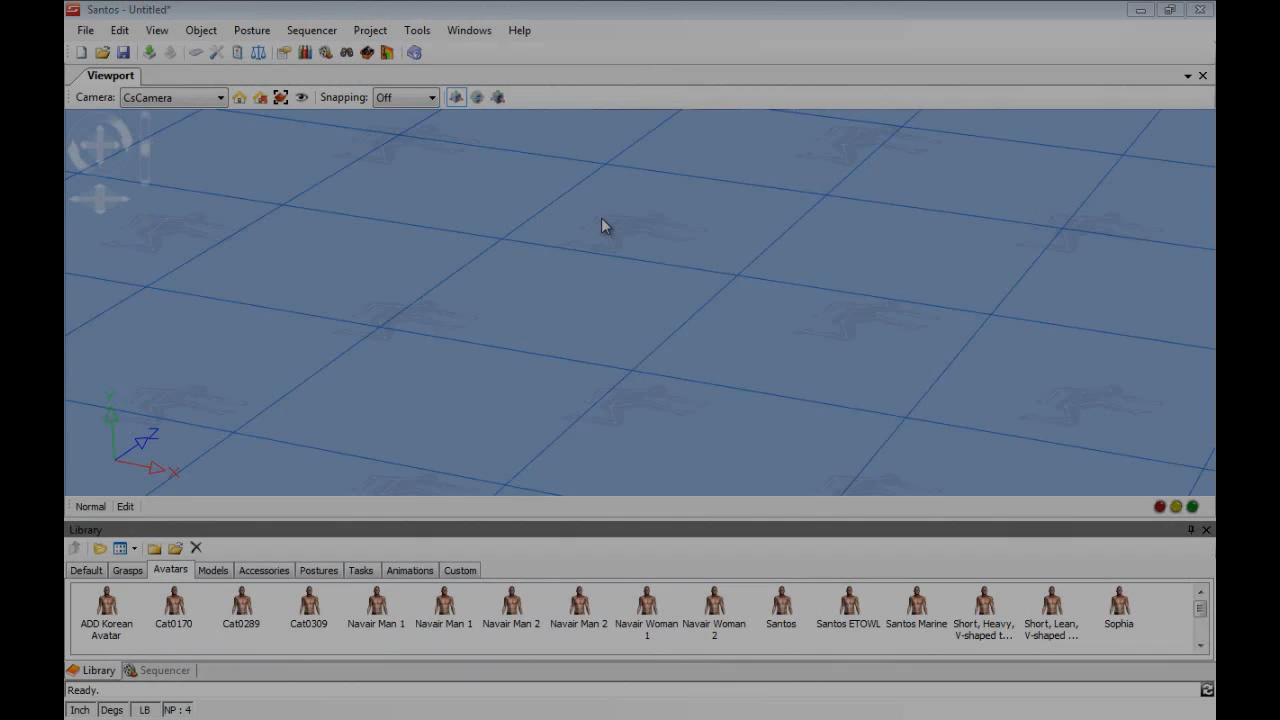 Santos - Untitled*
File Edit View Object Posture Sequencer Project Tools Windows Help
Viewport
Camera: CsCamera Snapping: Off
Y
Z
X
Normal Edit
Library
Default Grasps Avatars Models Accessories Postures Tasks Animations Custom
ADD Korean Avatar Cat0170 Cat0289 Cat0309 Navair Man 1 Navair Man 1 Navair Man 2 Navair Man 2 Navair Woman 1 Navair Woman 2 Santos Santos ETOWL Santos Marine Short, Heavy, V-shaped t... Short, Lean, V-shaped ... Sophia
Library Sequencer
Ready.
Inch Degs LB NP : 4